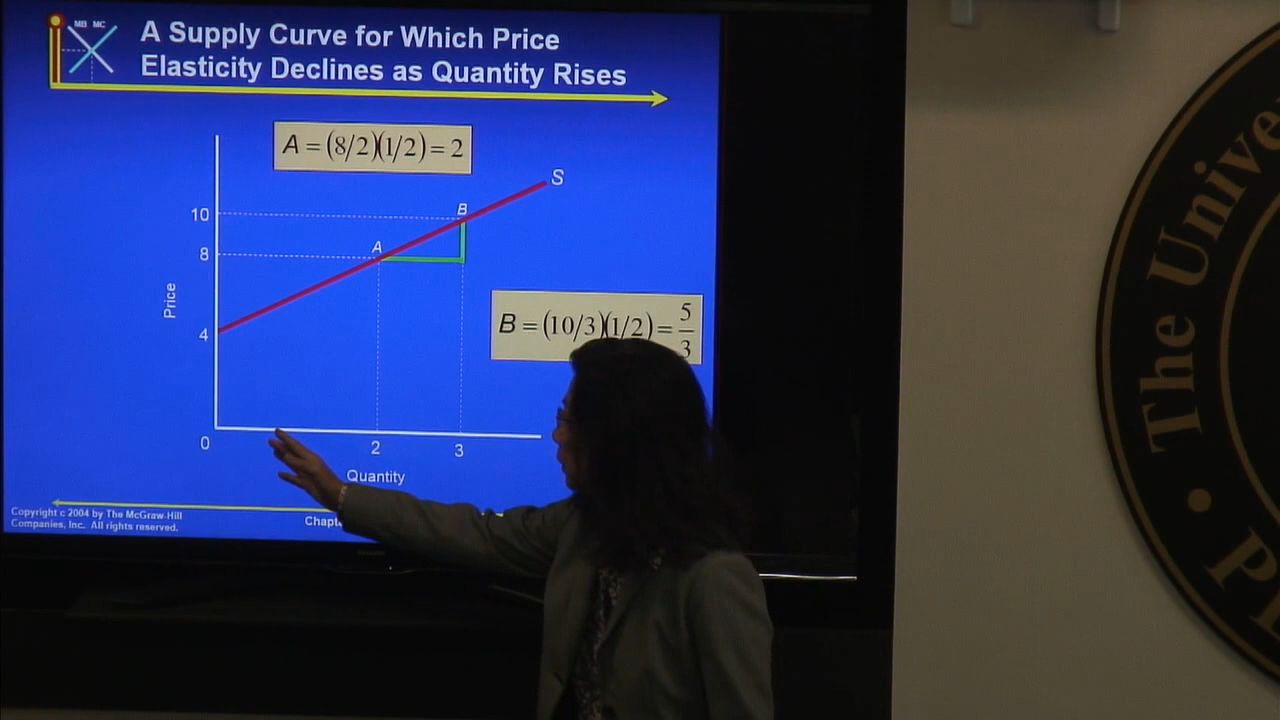 MB MC
A Supply Curve for Which Price
Elasticity Declines as Quantity Rises
A = (8/2)(1/2) = 2
S
B
10
A
8
Price
B = (10/3)(1/2) = 5/3
4
0
2
3
Quantity
Copyright c 2004 by The McGraw-Hill
Companies, Inc. All rights reserved.
The